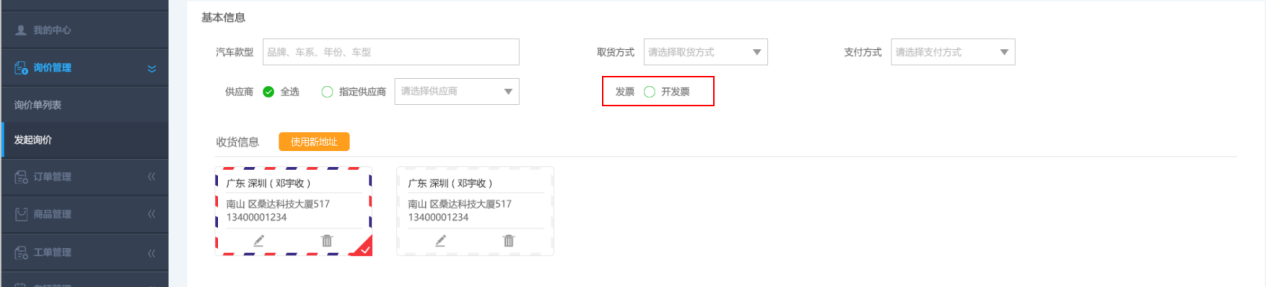 我的中心
询价管理
询价单列表
发起询价
订单管理
商品管理
工单管理
基本信息
汽车款型 品牌、车系、年份、车型 取货方式 请选择取货方式 支付方式 请选择支付方式
供应商 全选 指定供应商 请选择供应商 发票 开发票
收货信息 使用新地址
广东 深圳 ( 邓宇收 )
南山 区桑达科技大厦517
13400001234
广东 深圳 ( 邓宇收 )
南山 区桑达科技大厦517
13400001234